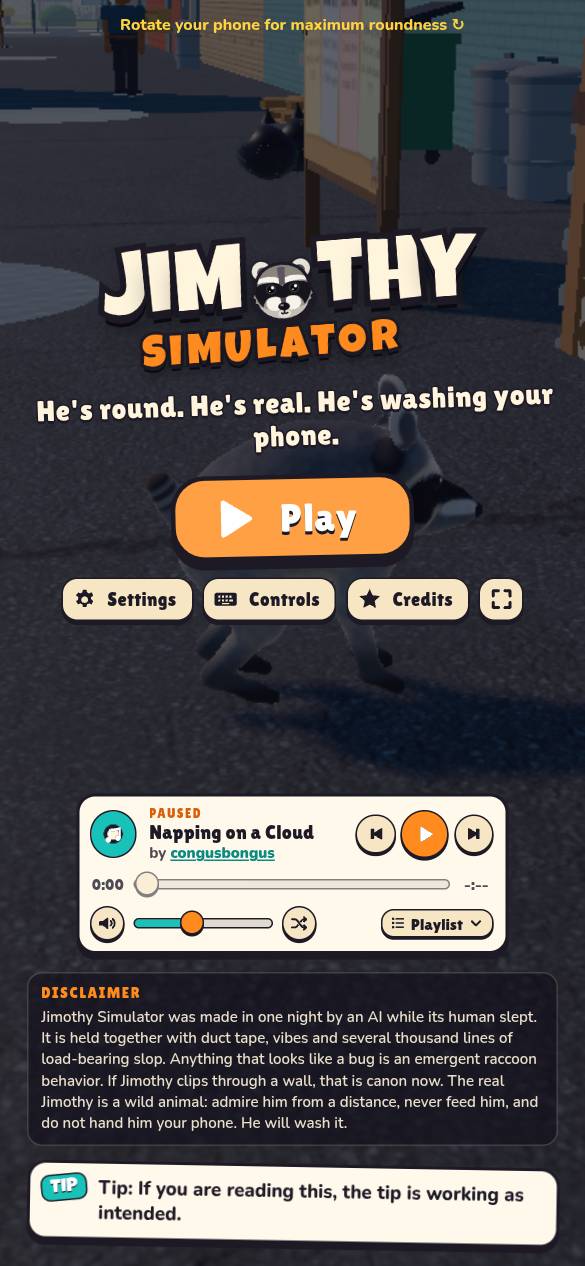 Rotate your phone for maximum roundness ↻
JIM THY
SIMULATOR
He's round. He's real. He's washing your
phone.
Play
Settings
Controls
Credits
PAUSED
Napping on a Cloud
by congusbongus
0:00
-:--
Playlist
DISCLAIMER
Jimothy Simulator was made in one night by an AI while its human slept.
It is held together with duct tape, vibes and several thousand lines of
load-bearing slop. Anything that looks like a bug is an emergent raccoon
behavior. If Jimothy clips through a wall, that is canon now. The real
Jimothy is a wild animal: admire him from a distance, never feed him, and
do not hand him your phone. He will wash it.
TIP
Tip: If you are reading this, the tip is working as
intended.